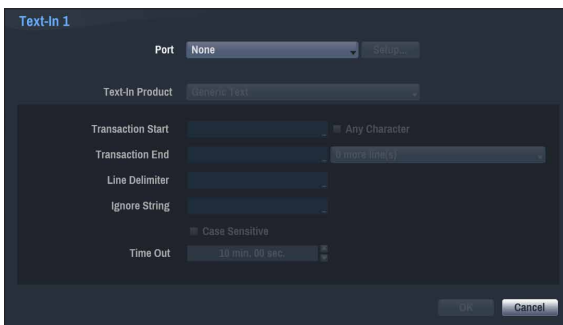 Text-In 1
Port None Setup...
Text-In Product Generic Text
Transaction Start Any Character
Transaction End 0 more line(s)
Line Delimiter
Ignore String
Case Sensitive
Time Out 10 min. 00 sec.
OK Cancel